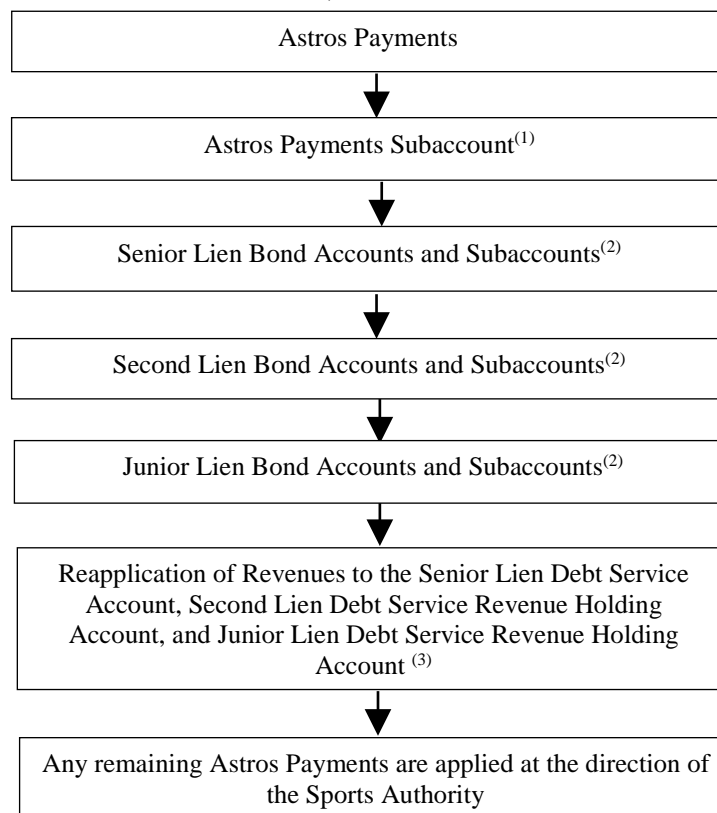 Astros Payments
Astros Payments Subaccount(1)
Senior Lien Bond Accounts and Subaccounts(2)
Second Lien Bond Accounts and Subaccounts(2)
Junior Lien Bond Accounts and Subaccounts(2)
Reapplication of Revenues to the Senior Lien Debt Service
Account, Second Lien Debt Service Revenue Holding
Account, and Junior Lien Debt Service Revenue Holding
Account (3)
Any remaining Astros Payments are applied at the direction of
the Sports Authority